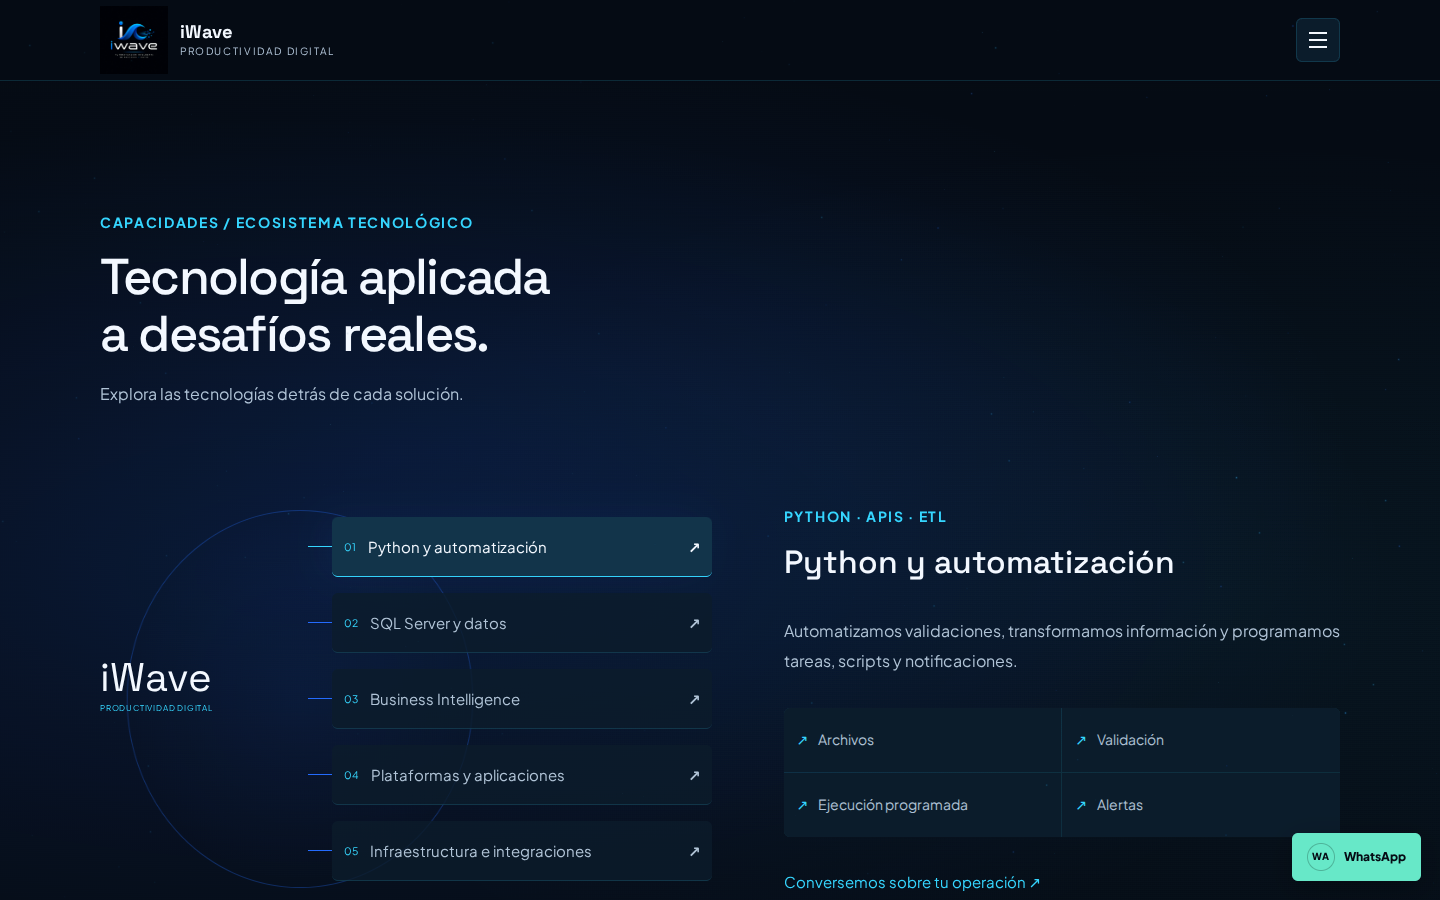 iwave
iWave
PRODUCTIVIDAD DIGITAL
CAPACIDADES / ECOSISTEMA TECNOLÓGICO
Tecnología aplicada
a desafíos reales.
Explora las tecnologías detrás de cada solución.
iWave
PRODUCTIVIDAD DIGITAL
01 Python y automatización ↗
02 SQL Server y datos ↗
03 Business Intelligence ↗
04 Plataformas y aplicaciones ↗
05 Infraestructura e integraciones ↗
PYTHON · APIS · ETL
Python y automatización
Automatizamos validaciones, transformamos información y programamos
tareas, scripts y notificaciones.
↗ Archivos
↗ Validación
↗ Ejecución programada
↗ Alertas
Conversemos sobre tu operación ↗
WA WhatsApp